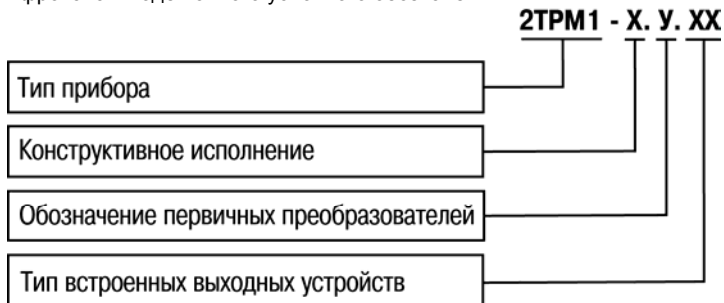 2ТРМ1 - Х. У. ХХ
Тип прибора
Конструктивное исполнение
Обозначение первичных преобразователей
Тип встроенных выходных устройств